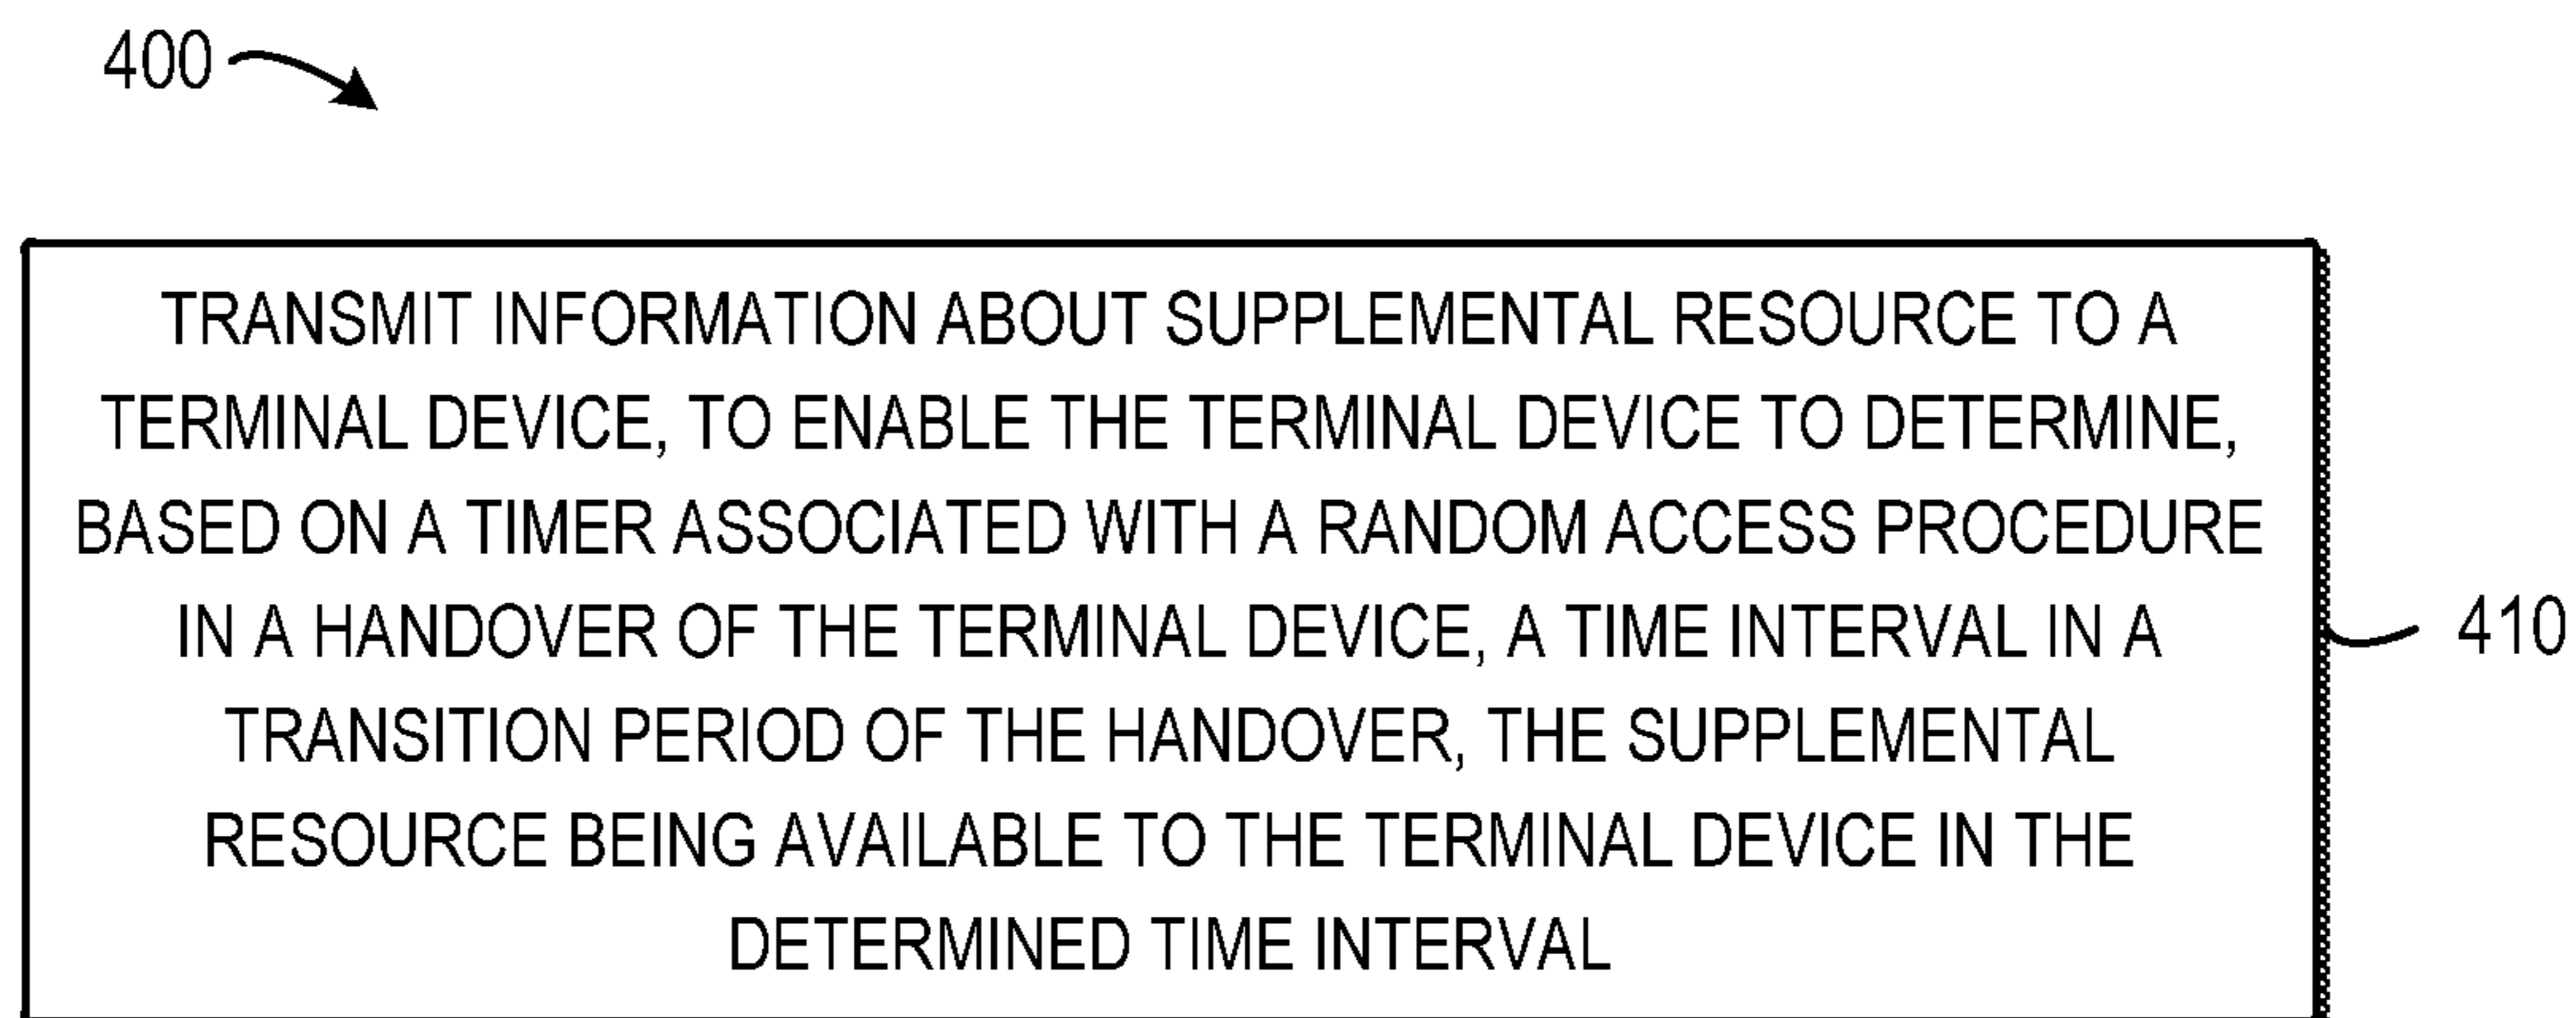 400
TRANSMIT INFORMATION ABOUT SUPPLEMENTAL RESOURCE TO A
TERMINAL DEVICE, TO ENABLE THE TERMINAL DEVICE TO DETERMINE,
BASED ON A TIMER ASSOCIATED WITH A RANDOM ACCESS PROCEDURE
IN A HANDOVER OF THE TERMINAL DEVICE, A TIME INTERVAL IN A
TRANSITION PERIOD OF THE HANDOVER, THE SUPPLEMENTAL
RESOURCE BEING AVAILABLE TO THE TERMINAL DEVICE IN THE
DETERMINED TIME INTERVAL
410